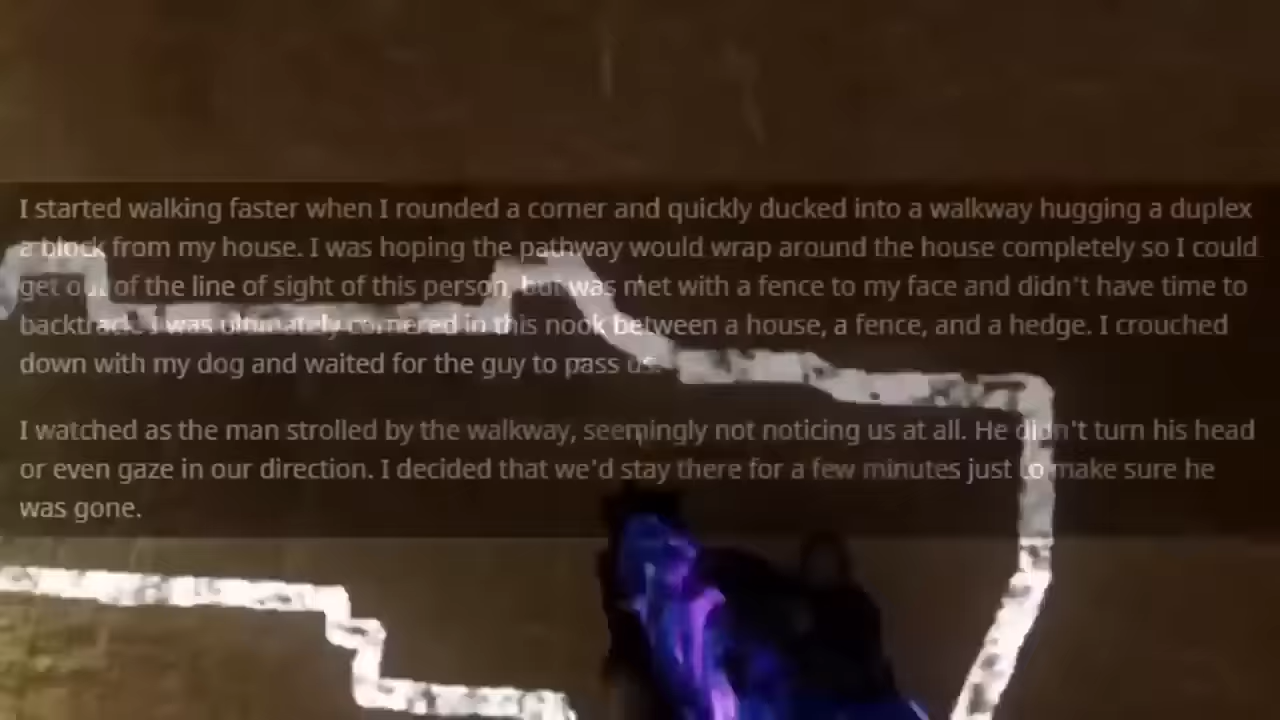 I started walking faster when I rounded a corner and quickly ducked into a walkway hugging a duplex
a block from my house. I was hoping the pathway would wrap around the house completely so I could
get out of the line of sight of this person, but was met with a fence to my face and didn't have time to
backtrack. I was ultimately cornered in this nook between a house, a fence, and a hedge. I crouched
down with my dog and waited for the guy to pass us.
I watched as the man strolled by the walkway, seemingly not noticing us at all. He didn't turn his head
or even gaze in our direction. I decided that we'd stay there for a few minutes just to make sure he
was gone.